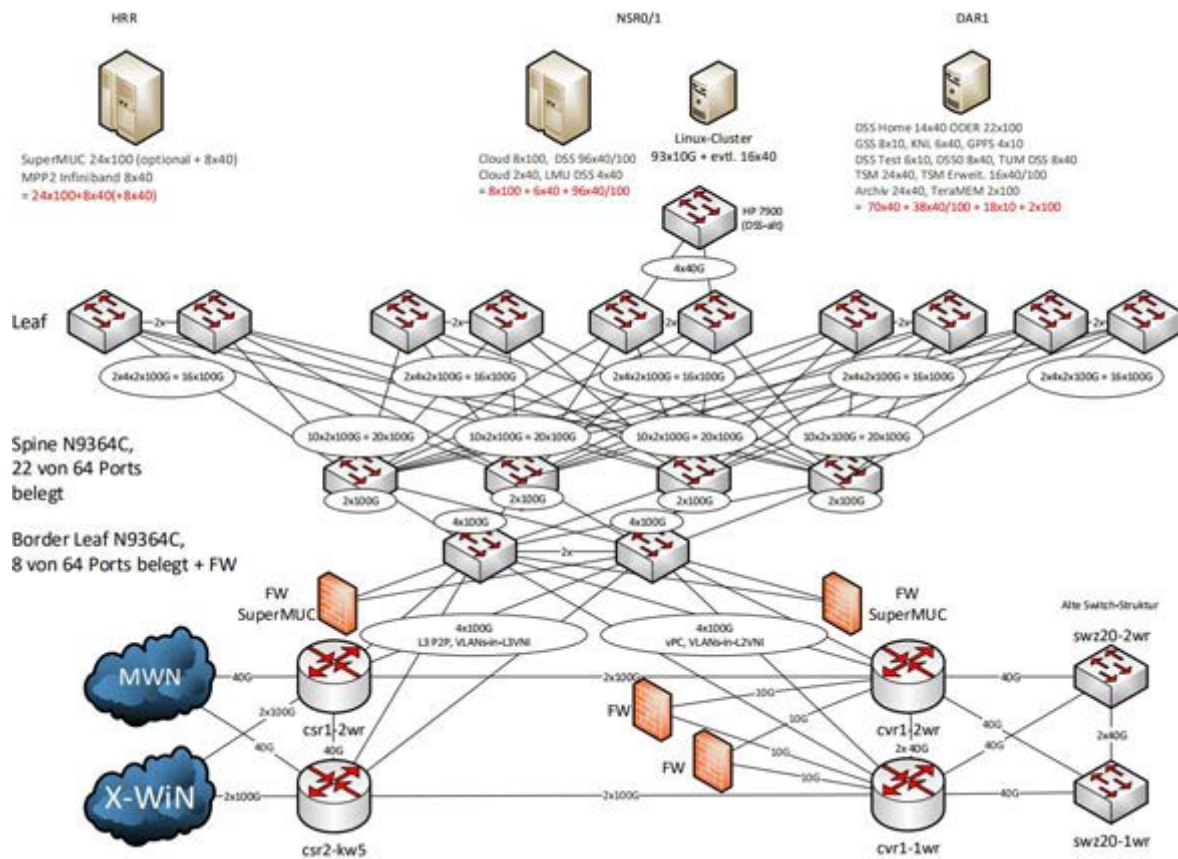 HRR
NSR0/1
DAR1
SuperMUC 24x100 (optional + 8x40)
MPP2 Infiniband 8x40
= 24x100+8x40(+8x40)
Cloud 8x100, DSS 96x40/100
Cloud 2x40, LMU DSS 4x40
= 8x100 + 6x40 + 96x40/100
Linux-Cluster
93x10G + evtl. 16x40
DSS Home 14x40 ODER 22x100
GSS 8x10, KNL 6x40, GPFS 4x10
DSS Test 6x10, DSS0 8x40, TUM DSS 8x40
TSM 24x40, TSM Erweit. 16x40/100
Archiv 24x40, TeraMEM 2x100
= 70x40 + 38x40/100 + 18x10 + 2x100
HP 7900
(DSS-alt)
4x40G
Leaf
2x
2x
2x
2x
2x
2x4x2x100G = 16x100G
2x4x2x100G = 16x100G
2x4x2x100G = 16x100G
2x4x2x100G = 16x100G
2x4x2x100G = 16x100G
10x2x100G = 20x100G
10x2x100G = 20x100G
10x2x100G = 20x100G
10x2x100G = 20x100G
Spine N9364C,
22 von 64 Ports
belegt
2x100G
2x100G
2x100G
2x100G
4x100G
4x100G
Border Leaf N9364C,
8 von 64 Ports belegt + FW
2x
FW
SuperMUC
FW
SuperMUC
4x100G
L3 P2P, VLANs-in-L3VNI
4x100G
vPC, VLANs-in-L2VNI
Alte Switch-Struktur
swz20-2wr
MWN
40G
2x100G
40G
csr1-2wr
40G
2x100G
FW
10G
10G
10G
FW
10G
cvr1-2wr
2x 40G
40G
40G
40G
2x40G
X-WiN
2x100G
2x100G
40G
csr2-kw5
cvr1-1wr
swz20-1wr